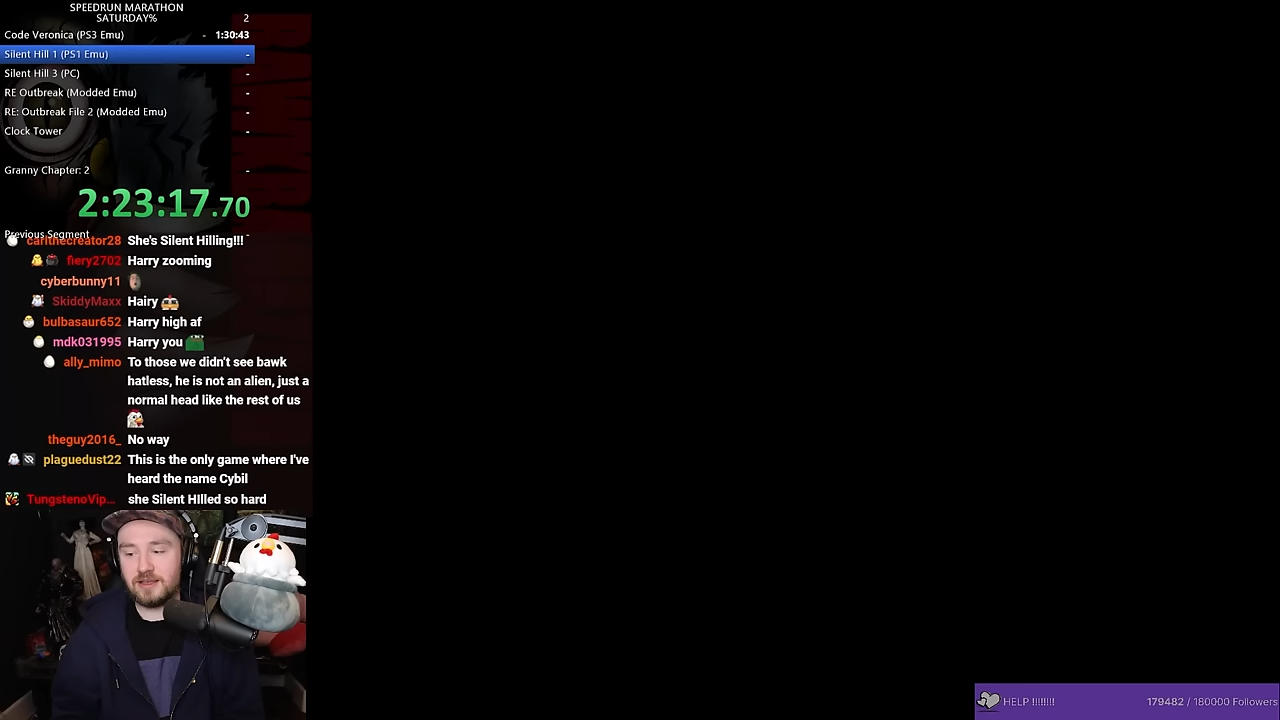 SPEEDRUN MARATHON
SATURDAY%
2
Code Veronica (PS3 Emu) - 1:30:43
Silent Hill 1 (PS1 Emu) -
Silent Hill 3 (PC) -
RE Outbreak (Modded Emu) -
RE: Outbreak File 2 (Modded Emu) -
Clock Tower -
Granny Chapter: 2 -
2:23:17.70
Previous Segment -
carlthecreator28 She's Silent Hilling!!!
fiery2702 Harry zooming
cyberbunny11
SkiddyMaxx Hairy
bulbasaur652 Harry high af
mdk031995 Harry you
ally_mimo To those we didn't see bawk
hatless, he is not an alien, just a
normal head like the rest of us
theguy2016_ No way
plaguedust22 This is the only game where I've
heard the name Cybil
TungstenoVip... she Silent HIlled so hard
HELP !!!!!!!! 179482 / 180000 Followers